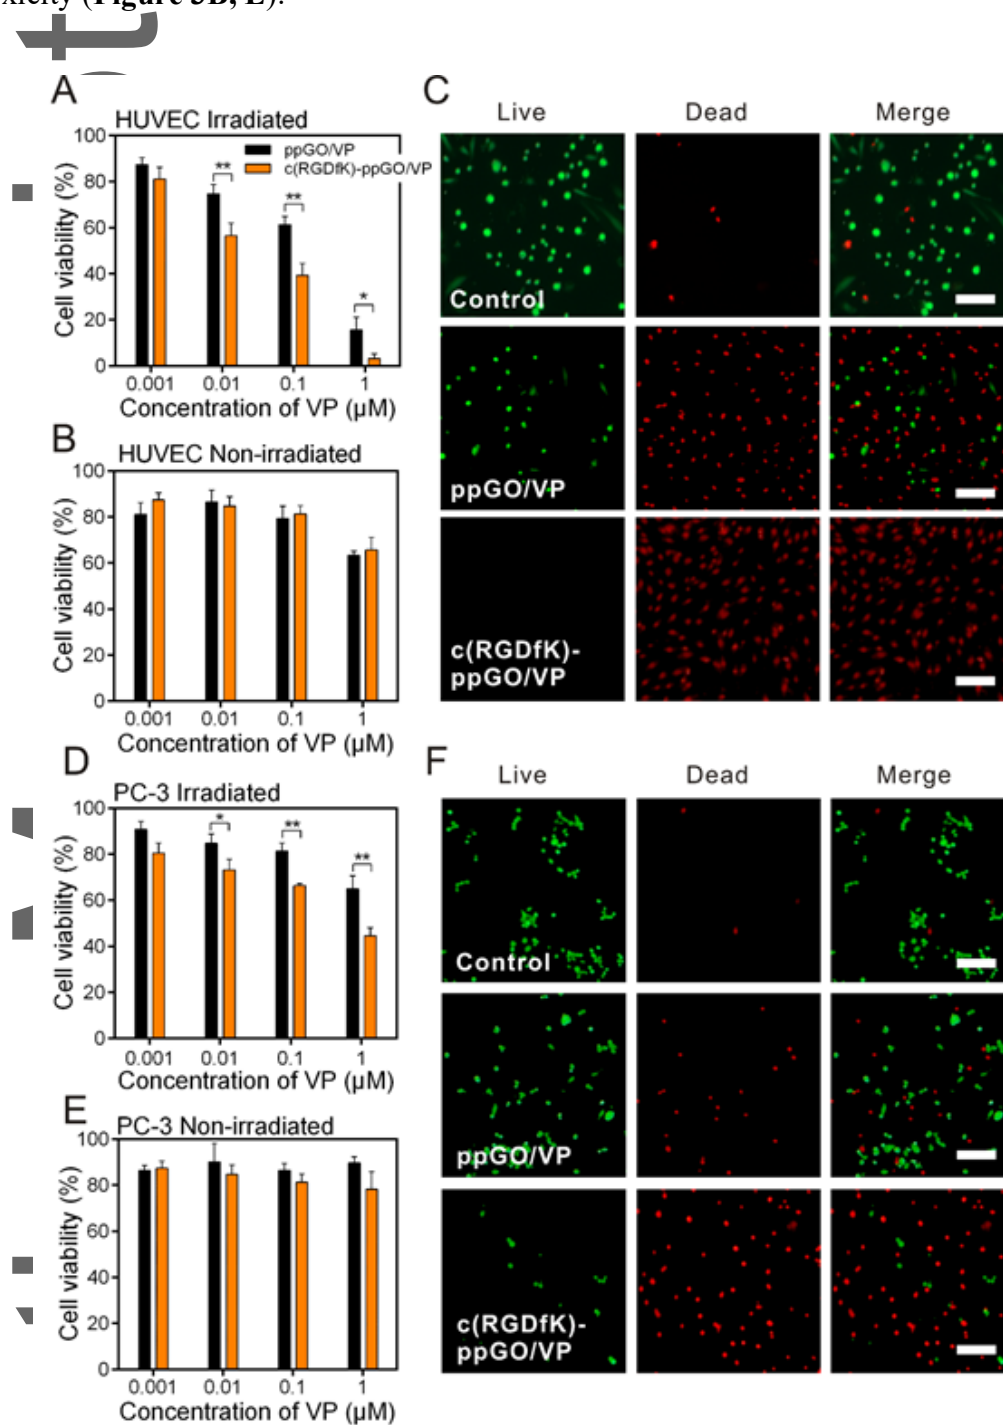 (Figure 3B, E).
A
HUVEC Irradiated
ppGO/VP
c(RGDfK)-ppGO/VP
100
80
60
40
20
0
Cell viability (%)
**
**
*
0.001 0.01 0.1 1
Concentration of VP (µM)
B
HUVEC Non-irradiated
100
80
60
40
20
0
Cell viability (%)
0.001 0.01 0.1 1
Concentration of VP (µM)
C
Live Dead Merge
Control
ppGO/VP
c(RGDfK)-
ppGO/VP
D
PC-3 Irradiated
100
80
60
40
20
0
Cell viability (%)
*
**
**
0.001 0.01 0.1 1
Concentration of VP (µM)
E
PC-3 Non-irradiated
100
80
60
40
20
0
Cell viability (%)
0.001 0.01 0.1 1
Concentration of VP (µM)
F
Live Dead Merge
Control
ppGO/VP
c(RGDfK)-
ppGO/VP